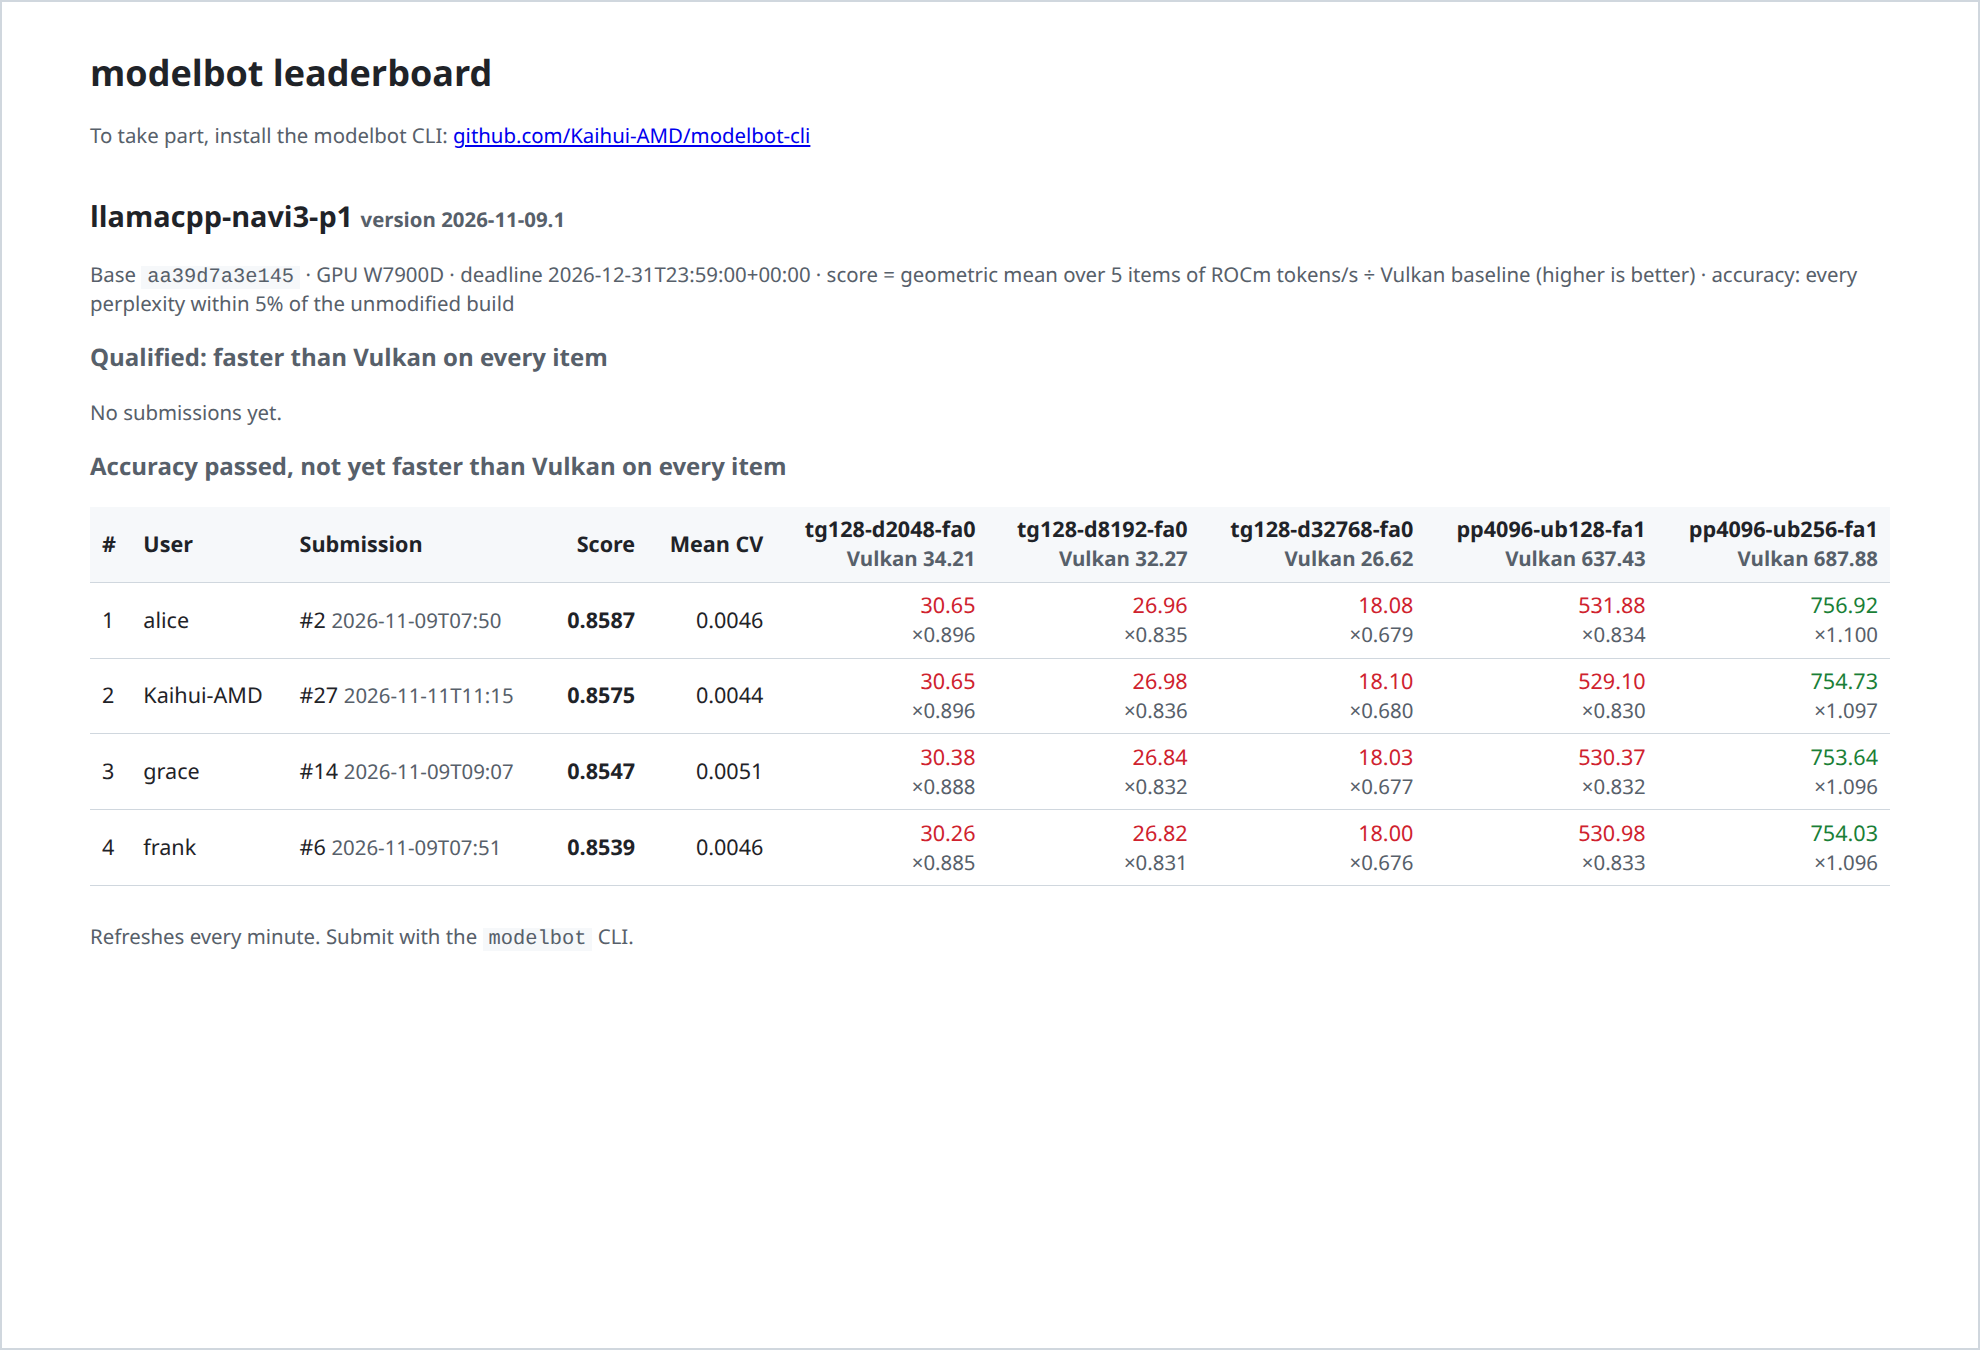 modelbot leaderboard
To take part, install the modelbot CLI: github.com/Kaihui-AMD/modelbot-cli
llamacpp-navi3-p1 version 2026-11-09.1
Base aa39d7a3e145 · GPU W7900D · deadline 2026-12-31T23:59:00+00:00 · score = geometric mean over 5 items of ROCm tokens/s ÷ Vulkan baseline (higher is better) · accuracy: every
perplexity within 5% of the unmodified build
Qualified: faster than Vulkan on every item
No submissions yet.
Accuracy passed, not yet faster than Vulkan on every item
# User Submission Score Mean CV tg128-d2048-fa0 tg128-d8192-fa0 tg128-d32768-fa0 pp4096-ub128-fa1 pp4096-ub256-fa1
Vulkan 34.21 Vulkan 32.27 Vulkan 26.62 Vulkan 637.43 Vulkan 687.88
1 alice #2 2026-11-09T07:50 0.8587 0.0046 30.65 26.96 18.08 531.88 756.92
×0.896 ×0.835 ×0.679 ×0.834 ×1.100
2 Kaihui-AMD #27 2026-11-11T11:15 0.8575 0.0044 30.65 26.98 18.10 529.10 754.73
×0.896 ×0.836 ×0.680 ×0.830 ×1.097
3 grace #14 2026-11-09T09:07 0.8547 0.0051 30.38 26.84 18.03 530.37 753.64
×0.888 ×0.832 ×0.677 ×0.832 ×1.096
4 frank #6 2026-11-09T07:51 0.8539 0.0046 30.26 26.82 18.00 530.98 754.03
×0.885 ×0.831 ×0.676 ×0.833 ×1.096
Refreshes every minute. Submit with the modelbot CLI.